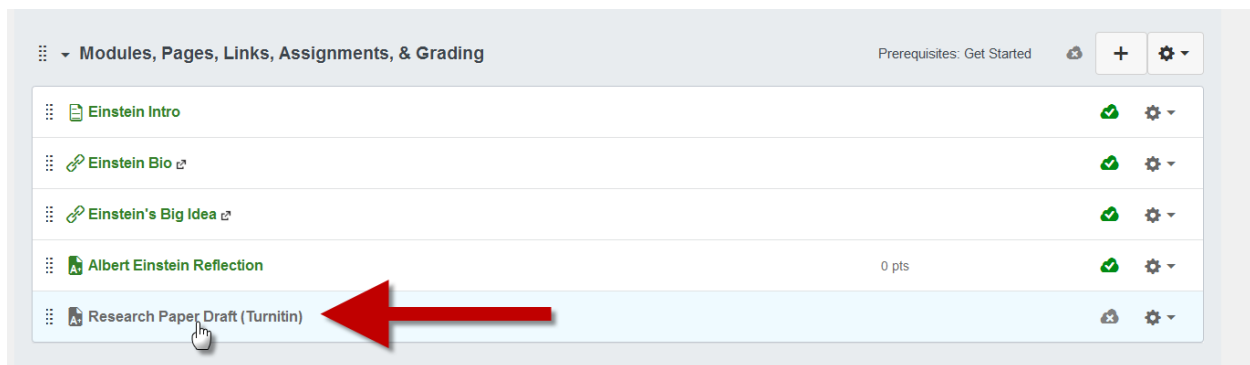 Modules, Pages, Links, Assignments, & Grading Prerequisites: Get Started
Einstein Intro
Einstein Bio
Einstein's Big Idea
Albert Einstein Reflection 0 pts
Research Paper Draft (Turnitin)